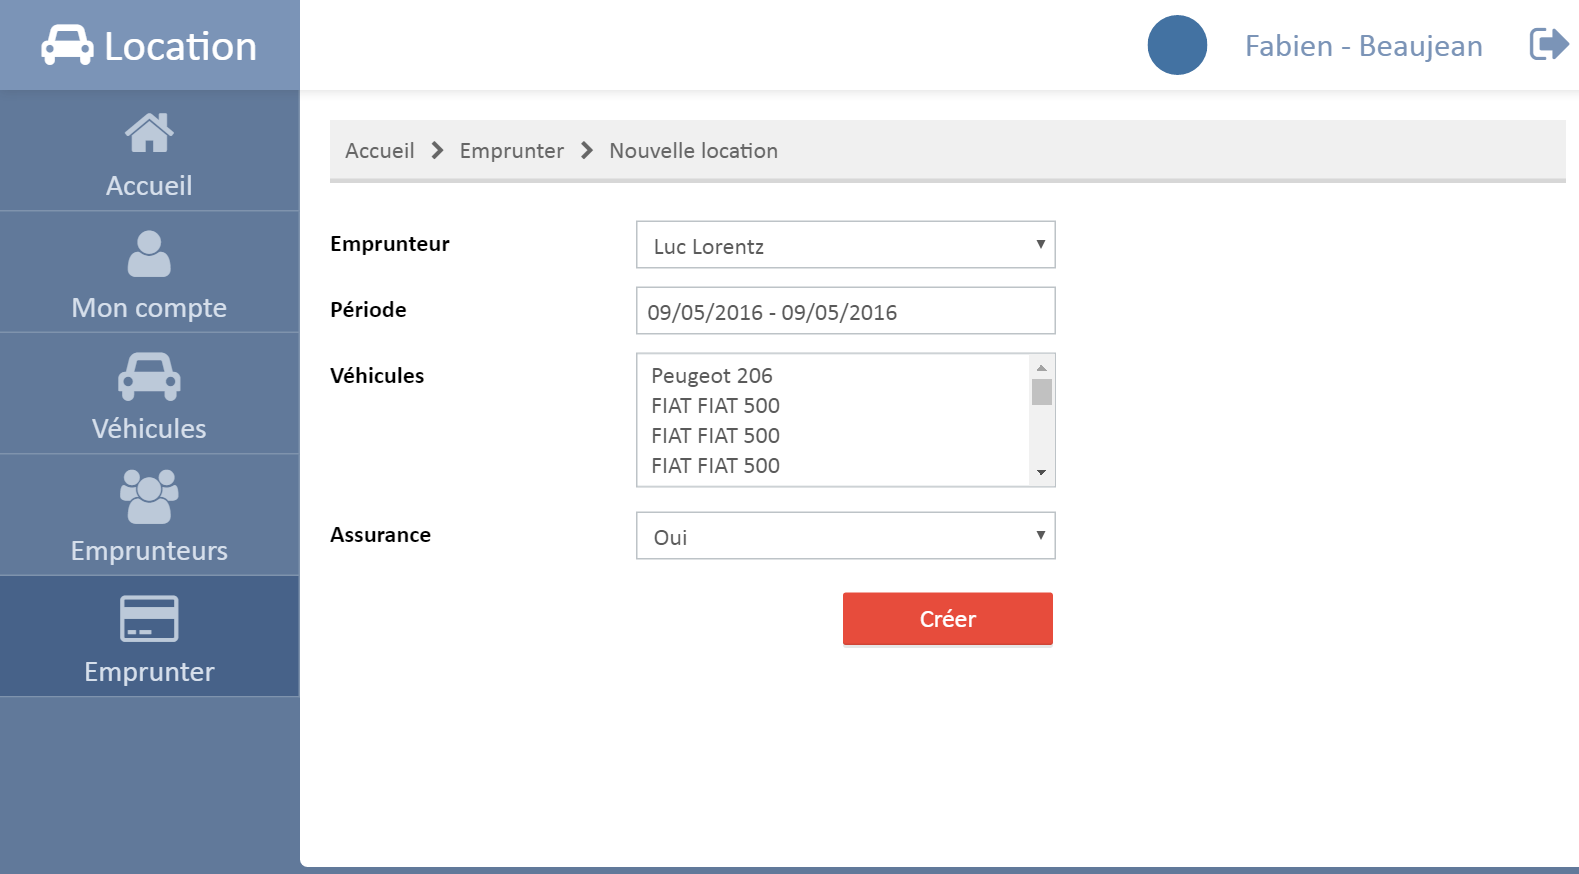 Location
Fabien - Beaujean
Accueil
Mon compte
Véhicules
Emprunteurs
Emprunter
Accueil Emprunter Nouvelle location
Emprunteur Luc Lorentz
Période 09/05/2016 - 09/05/2016
Véhicules Peugeot 206
FIAT FIAT 500
FIAT FIAT 500
FIAT FIAT 500
Assurance Oui
Créer